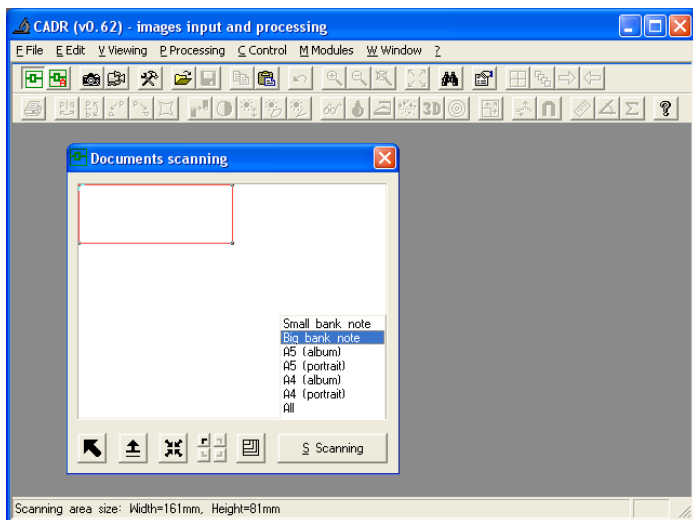 CADR (v0.62) - images input and processing
F File E Edit V Viewing P Processing C Control M Modules W Window ?
3D Σ ?
Documents scanning
Small bank note
Big bank note
A5 (album)
A5 (portrait)
A4 (album)
A4 (portrait)
All
S Scanning
Scanning area size: Width=161mm, Height=81mm